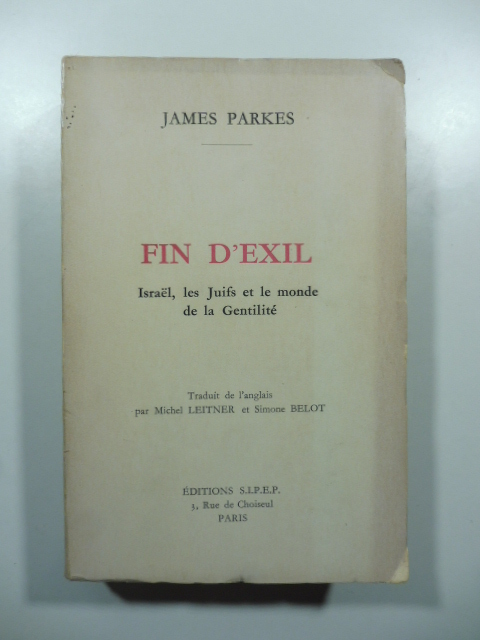 JAMES PARKES
FIN D'EXIL
Israël, les Juifs et le monde
de la Gentilité
Traduit de l'anglais
par Michel LEITNER et Simone BELOT
ÉDITIONS S.I.P.E.P.
3, Rue de Choiseul
PARIS